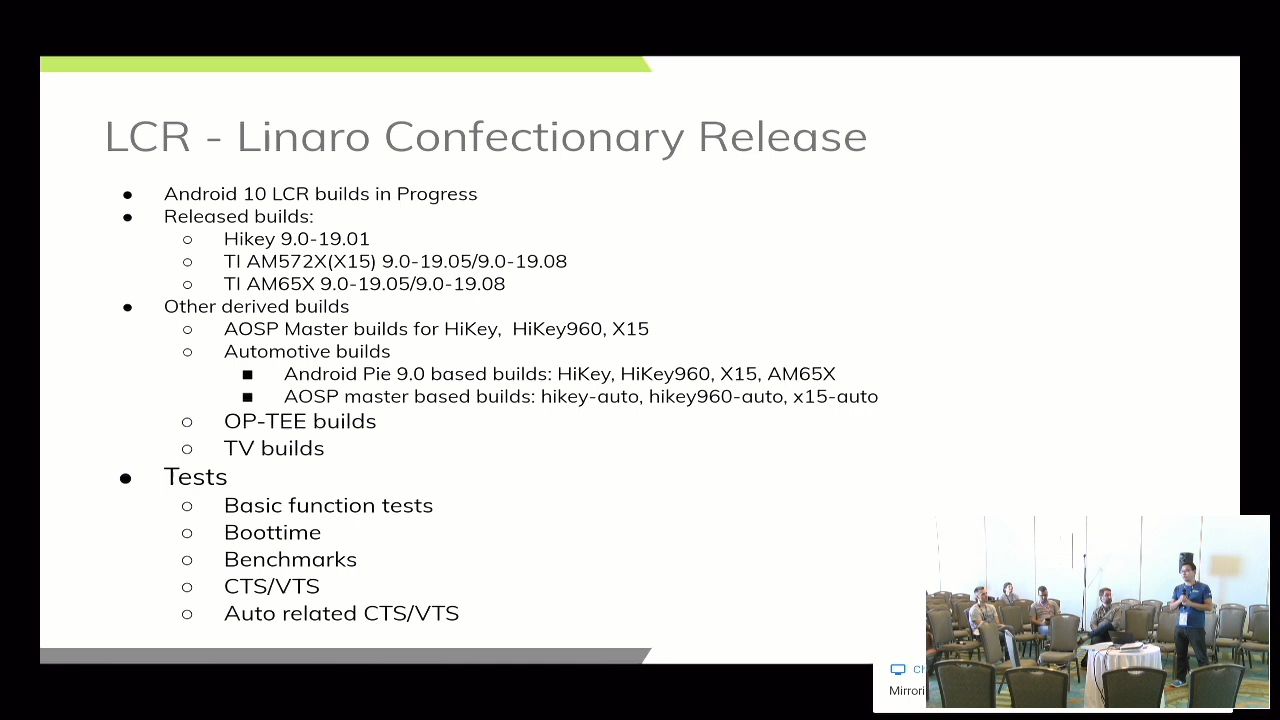 LCR - Linaro Confectionary Release
● Android 10 LCR builds in Progress
● Released builds:
○ Hikey 9.0-19.01
○ TI AM572X(X15) 9.0-19.05/9.0-19.08
○ TI AM65X 9.0-19.05/9.0-19.08
● Other derived builds
○ AOSP Master builds for HiKey, HiKey960, X15
○ Automotive builds
■ Android Pie 9.0 based builds: HiKey, HiKey960, X15, AM65X
■ AOSP master based builds: hikey-auto, hikey960-auto, x15-auto
○ OP-TEE builds
○ TV builds
● Tests
○ Basic function tests
○ Boottime
○ Benchmarks
○ CTS/VTS
○ Auto related CTS/VTS